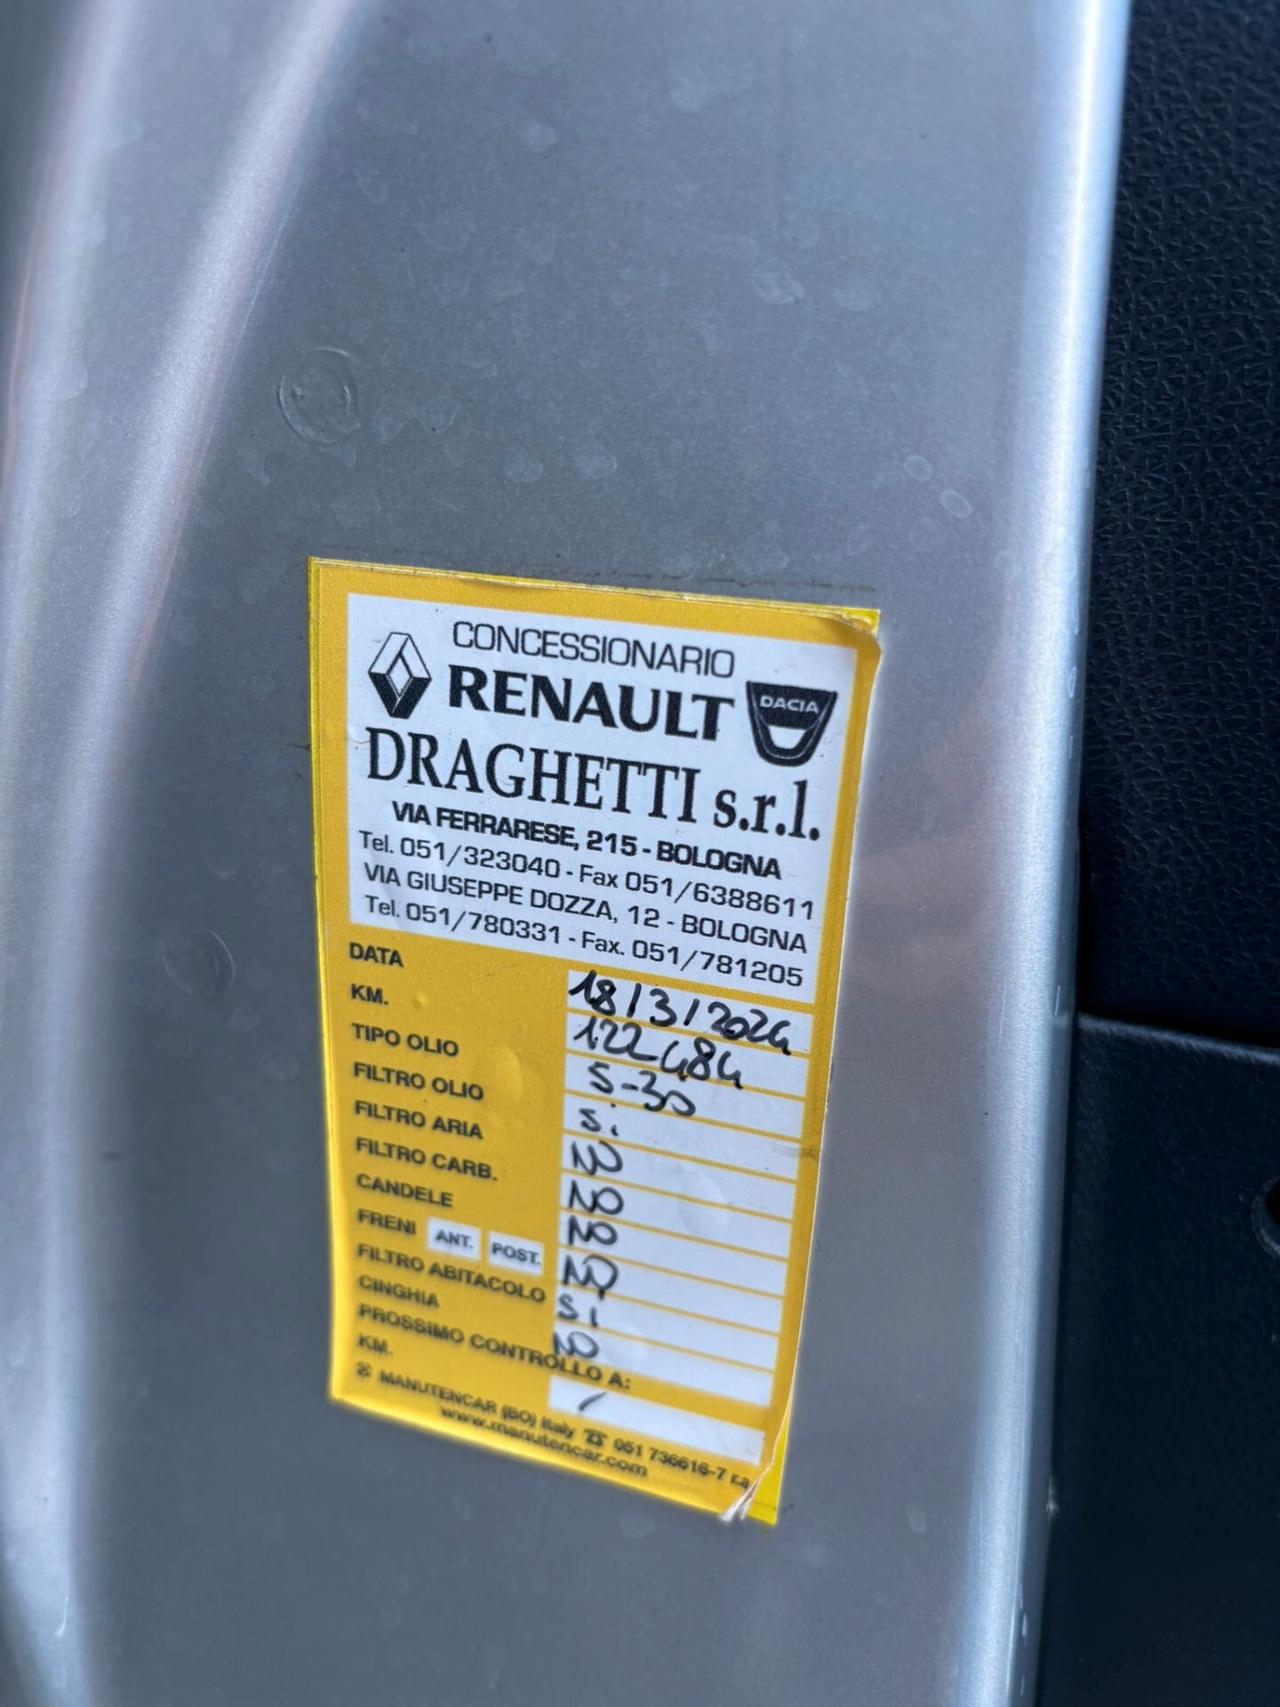 CONCESSIONARIO
RENAULT DACIA
DRAGHETTI s.r.l.
VIA FERRARESE, 215 - BOLOGNA
Tel. 051/323040 - Fax 051/6388611
VIA GIUSEPPE DOZZA, 12 - BOLOGNA
Tel. 051/780331 - Fax. 051/781205
DATA 18/3/2024
KM. 122484
TIPO OLIO 5-30
FILTRO OLIO Si
FILTRO ARIA NO
FILTRO CARB. NO
CANDELE NO
FRENI ANT. POST. NO
FILTRO ABITACOLO Si
CINGHIA NO
PROSSIMO CONTROLLO A:
KM. /
MANUTENCAR (BO) Italy ☎ 051 736616-7 r.a.
www.manutencar.com